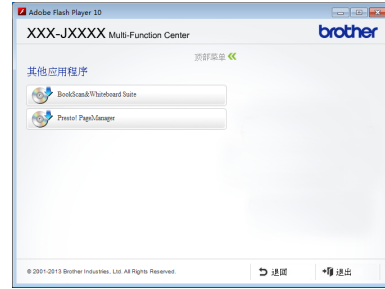 Adobe Flash Player 10
XXX-JXXXX Multi-Function Center
brother
顶部菜单
其他应用程序
BookScan&Whiteboard Suite
Presto! PageManager
© 2001-2013 Brother Industries, Ltd. All Rights Reserved.
退回
退出